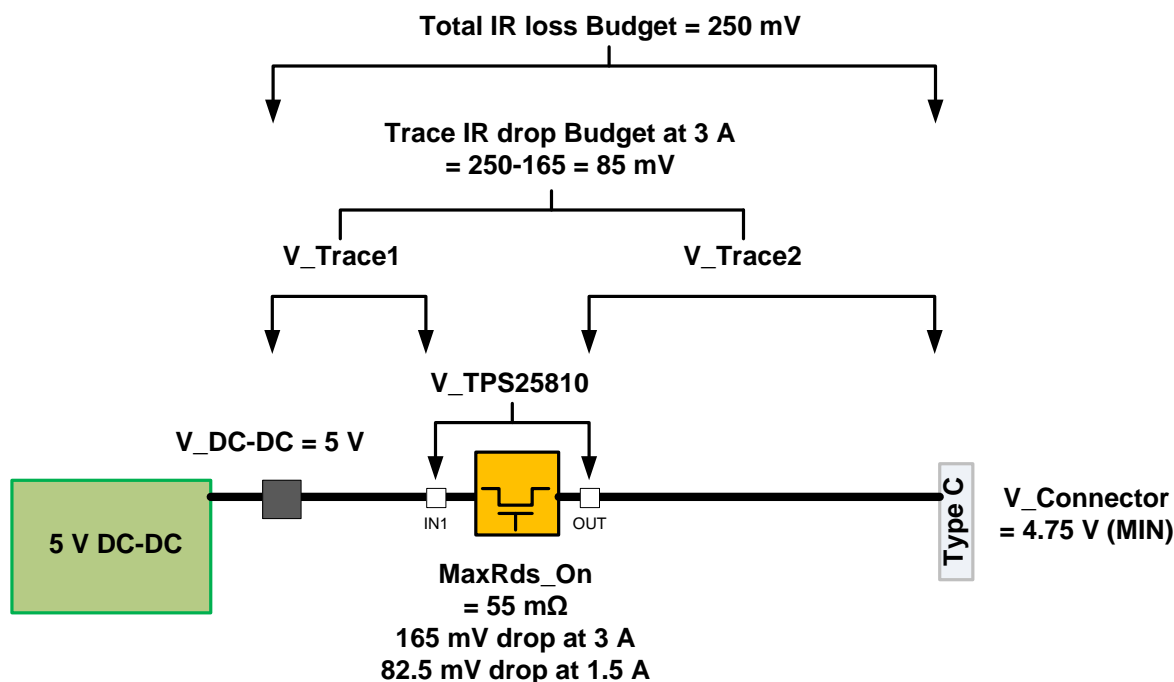 Total IR loss Budget = 250 mV
Trace IR drop Budget at 3 A
= 250-165 = 85 mV
V_Trace1
V_Trace2
V_TPS25810
V_DC-DC = 5 V
5 V DC-DC
IN1
OUT
Type C
V_Connector
= 4.75 V (MIN)
MaxRds_On
= 55 mΩ
165 mV drop at 3 A
82.5 mV drop at 1.5 A